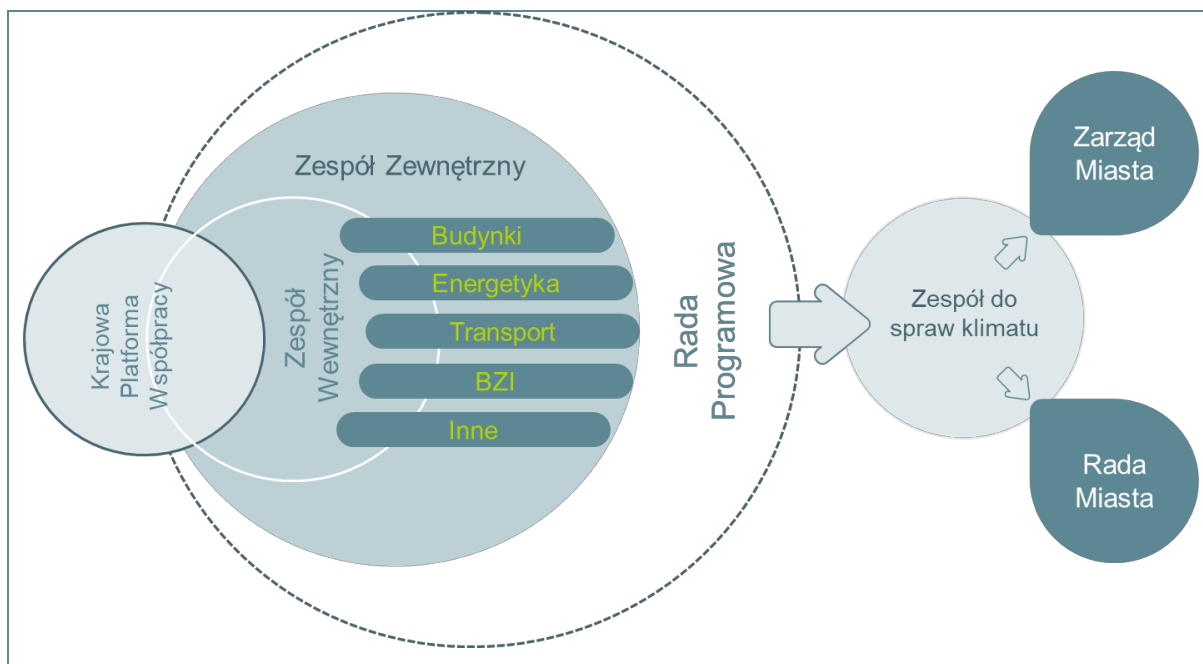 Zespół Zewnętrzny
Krajowa
Platforma
Współpracy
Zespół
Wewnętrzny
Budynki
Energetyka
Transport
BZI
Inne
Rada
Programowa
Zespół do
spraw klimatu
Zarząd
Miasta
Rada
Miasta